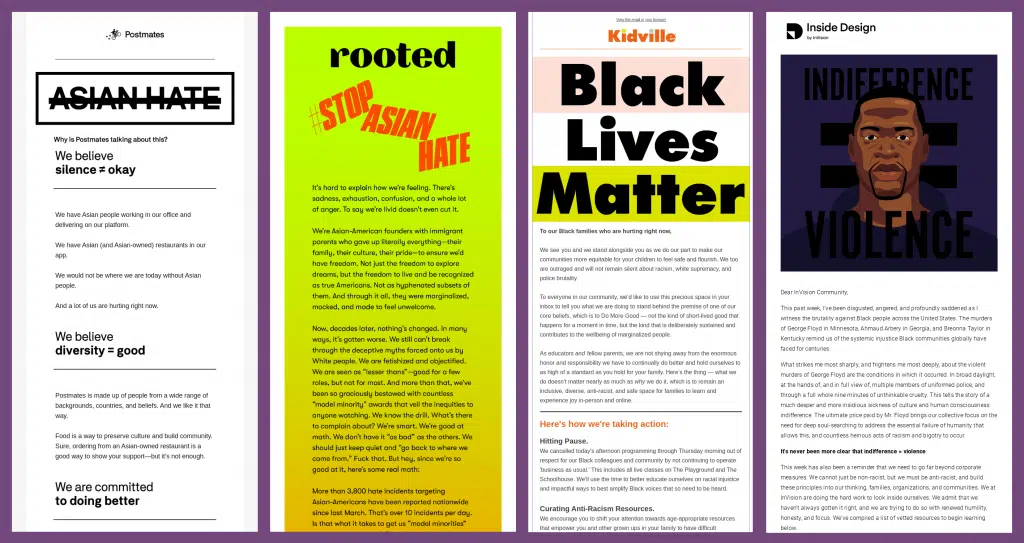 Postmates
ASIAN HATE
Why is Postmates talking about this?
We believe
silence ≠ okay
We have Asian people working in our office and
delivering on our platform.
We have Asian (and Asian-owned) restaurants in our
app.
We would not be where we are today without Asian
people.
And a lot of us are hurting right now.
We believe
diversity = good
Postmates is made up of people from a wide range of
backgrounds, countries, and beliefs. And we like it that
way.
Food is a way to preserve culture and build community.
Sure, ordering from an Asian-owned restaurant is a
good way to show your support—but it's not enough.
We are committed
to doing better
rooted
#STOP
ASIAN
HATE
It's hard to explain how we're feeling. There's
sadness, exhaustion, confusion, and a whole lot
of anger. To say we're livid doesn't even cut it.
We're Asian-American founders with immigrant
parents who gave up literally everything—their
family, their culture, their pride—to ensure we'd
have freedom. Not just the freedom to explore
dreams, but the freedom to live and be recognized
as true Americans. Not as hyphenated subsets of
them. And through it all, they were marginalized,
mocked, and made to feel unwelcome.
Now, decades later, nothing's changed. In many
ways, it's gotten worse. We still can't break
through the deceptive myths forced onto us by
White people. We are fetishized and objectified.
We are seen as "lesser thans"—good for a few
roles, but not for most. And more than that, we've
been so graciously bestowed with countless
"model minority" awards that veil the inequities to
anyone watching. We know the drill. What's there
to complain about? We're smart. We're good at
math. We don't have it "as bad" as the others. We
should just keep quiet and "go back to where we
came from." Fuck that. But hey, since we're so
good at it, here's some real math:
More than 3,800 hate incidents targeting
Asian-Americans have been reported nationwide
since last March. That's over 10 incidents per day.
Is that what it takes to get us "model minorities"
View this email in your browser
Kidville
Black
Lives
Matter
To our Black families who are hurting right now,
We see you and we stand alongside you as we do our part to make our
communities more equitable for your children to feel safe and flourish. We too
are outraged and will not remain silent about racism, white supremacy, and
police brutality.
To everyone in our community, we'd like to use this precious space in your
inbox to tell you what we are doing to stand behind the premise of one of our
core beliefs, which is to Do More Good — not the kind of short-lived good that
happens for a moment in time, but the kind that is deliberately sustained and
contributes to the wellbeing of marginalized people.
As educators and fellow parents, we are not shying away from the enormous
honor and responsibility we have to continually do better and hold ourselves to
as high of a standard as you hold for your family. Here's the thing — what we
do doesn't matter nearly as much as why we do it, which is to remain an
inclusive, diverse, anti-racist, and safe space for families to learn and
experience joy in-person and online.
Here's how we're taking action:
Hitting Pause.
We cancelled today's afternoon programming through Thursday morning out of
respect for our Black colleagues and community by not continuing to operate
'business as usual.' This includes all live classes on The Playground and The
Schoolhouse. We'll use the time to better educate ourselves on racial injustice
and impactful ways to best amplify Black voices that so need to be heard.
Curating Anti-Racism Resources.
We encourage you to shift your attention towards age-appropriate resources
that empower you and other grown ups in your family to have difficult
Inside Design
by InVision
INDIFFERENCE
VIOLENCE
Dear InVision Community,
This past week, I've been disgusted, angered, and profoundly saddened as I
witness the brutality against Black people across the United States. The murders
of George Floyd in Minnesota, Ahmaud Arbery in Georgia, and Breonna Taylor in
Kentucky remind us of the systemic injustice Black communities globally have
faced for centuries.
What strikes me most sharply, and frightens me most deeply, about the violent
murders of George Floyd are the conditions in which it occurred. In broad daylight,
at the hands of, and in full view of, multiple members of uniformed police, and
through a full whole nine minutes of unthinkable cruelty. This tells the story of a
much deeper and more insidious sickness of culture and human consciousness:
indifference. The ultimate price paid by Mr. Floyd brings our collective focus on the
need for deep soul-searching to address the essential failure of humanity that
allows this, and countless heinous acts of racism and bigotry to occur.
It's never been more clear that indifference = violence
This week has also been a reminder that we need to go far beyond corporate
measures. We cannot just be non-racist, but we must be anti-racist, and build
these principles into our thinking, families, organizations, and communities. We at
InVision are doing the hard work to look inside ourselves. We admit that we
haven't always gotten it right, and we are trying to do so with renewed humility,
honesty, and focus. We've compiled a list of vetted resources to begin learning
below.